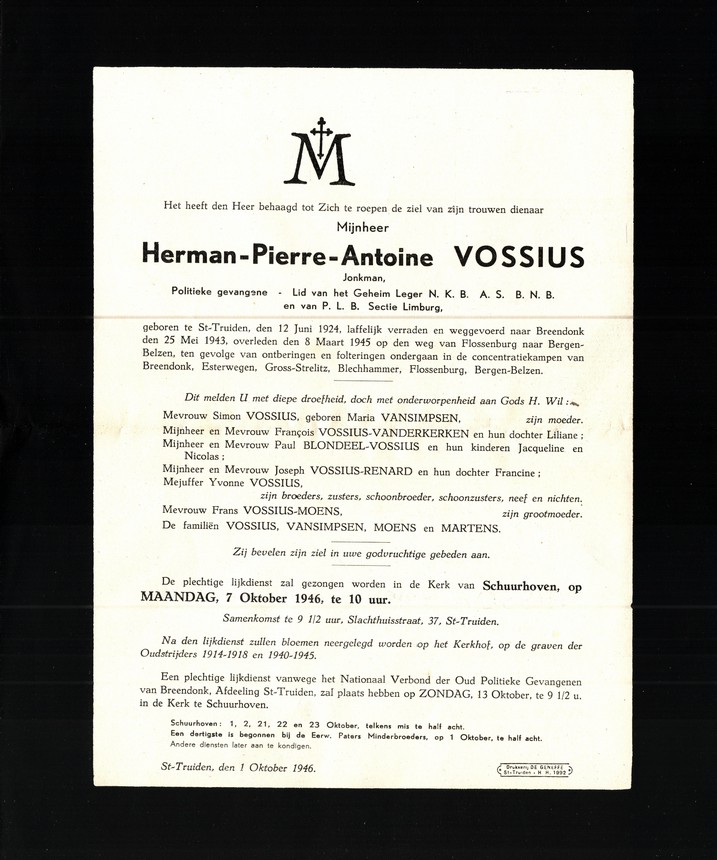 M
Het heeft den Heer behaagd tot Zich te roepen de ziel van zijn trouwen dienaar
Mijnheer
Herman-Pierre-Antoine VOSSIUS
Jonkman,
Politieke gevangene - Lid van het Geheim Leger N. K. B. A. S. B. N. B.
en van P. L. B. Sectie Limburg,
geboren te St-Truiden, den 12 Juni 1924, laffelijk verraden en weggevoerd naar Breendonk
den 25 Mei 1943, overleden den 8 Maart 1945 op den weg van Flossenburg naar Bergen-
Belzen, ten gevolge van ontberingen en folteringen ondergaan in de concentratiekampen van
Breendonk, Esterwegen, Gross-Strelitz, Blechhammer, Flossenburg, Bergen-Belzen.
Dit melden U met diepe droefheid, doch met onderworpenheid aan Gods H. Wil :
Mevrouw Simon VOSSIUS, geboren Maria VANSIMPSEN, zijn moeder.
Mijnheer en Mevrouw François VOSSIUS-VANDERKERKEN en hun dochter Liliane ;
Mijnheer en Mevrouw Paul BLONDEEL-VOSSIUS en hun kinderen Jacqueline en
Nicolas ;
Mijnheer en Mevrouw Joseph VOSSIUS-RENARD en hun dochter Francine ;
Mejuffer Yvonne VOSSIUS,
zijn broeders, zusters, schoonbroeder, schoonzusters, neef en nichten.
Mevrouw Frans VOSSIUS-MOENS, zijn grootmoeder.
De familiën VOSSIUS, VANSIMPSEN, MOENS en MARTENS.
Zij bevelen zijn ziel in uwe godvruchtige gebeden aan.
De plechtige lijkdienst zal gezongen worden in de Kerk van Schuurhoven, op
MAANDAG, 7 Oktober 1946, te 10 uur.
Samenkomst te 9 1/2 uur, Slachthuisstraat, 37, St-Truiden.
Na den lijkdienst zullen bloemen neergelegd worden op het Kerkhof, op de graven der
Oudstrijders 1914-1918 en 1940-1945.
Een plechtige lijkdienst vanwege het Nationaal Verbond der Oud Politieke Gevangenen
van Breendonk, Afdeeling St-Truiden, zal plaats hebben op ZONDAG, 13 Oktober, te 9 1/2 u.
in de Kerk te Schuurhoven.
Schuurhoven : 1, 2, 21, 22 en 23 Oktober, telkens mis te half acht.
Een dertigste is begonnen bij de Eerw. Paters Minderbroeders, op 1 Oktober, te half acht.
Andere diensten later aan te kondigen.
St-Truiden, den 1 Oktober 1946.
Drukkerij DE GENEFFE
St-Truiden - H. R. 1992